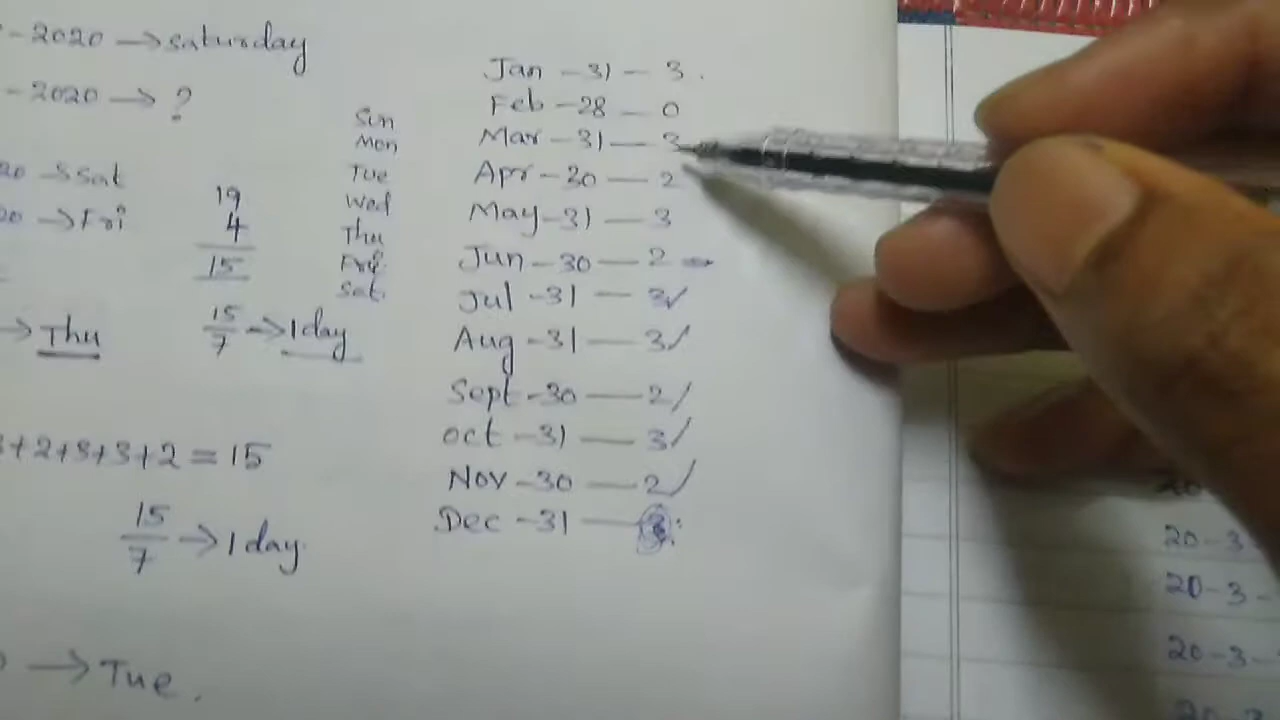 -2020 → saturday
-2020 → ?
20 → Sat
20 → Fri
→ Thu
19
4
15
15/7 → 1 day
+2+3+3+2 = 15
15/7 → 1 day
→ Tue.
Sun
Mon
Tue
Wed
Thu
Fri
Sat
Jan - 31 - 3.
Feb - 28 - 0
Mar - 31 - 3
Apr - 30 - 2
May - 31 - 3
Jun - 30 - 2
Jul - 31 - 3✓
Aug - 31 - 3✓
Sept - 30 - 2/
oct - 31 - 3/
Nov - 30 - 2/
Dec - 31 - 3
20
20-3
20-3-
20-3-
20-3